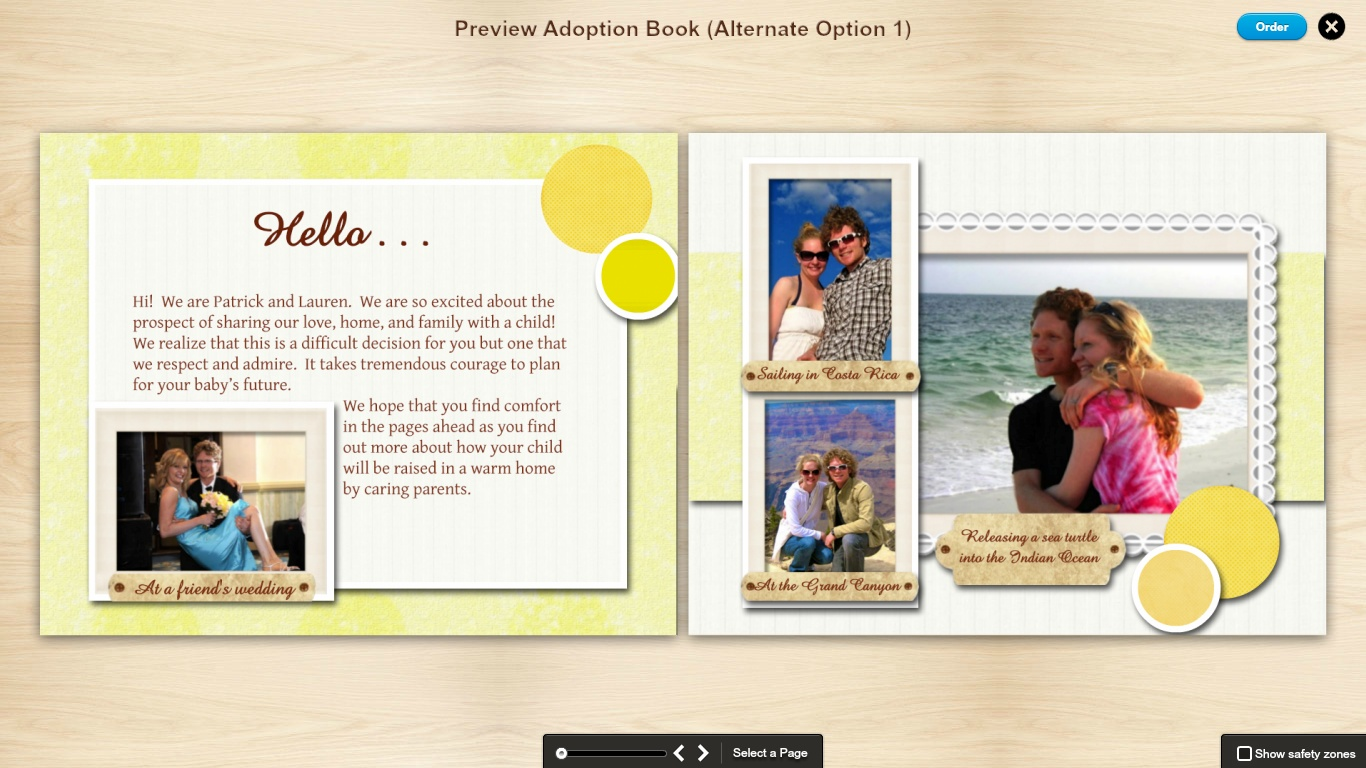 Preview Adoption Book (Alternate Option 1)
Order
Hello . . .
Hi!  We are Patrick and Lauren.  We are so excited about the
prospect of sharing our love, home, and family with a child!
We realize that this is a difficult decision for you but one that
we respect and admire.  It takes tremendous courage to plan
for your baby’s future.
We hope that you find comfort
in the pages ahead as you find
out more about how your child
will be raised in a warm home
by caring parents.
At a friend's wedding
Sailing in Costa Rica
At the Grand Canyon
Releasing a sea turtle
into the Indian Ocean
Select a Page
Show safety zones